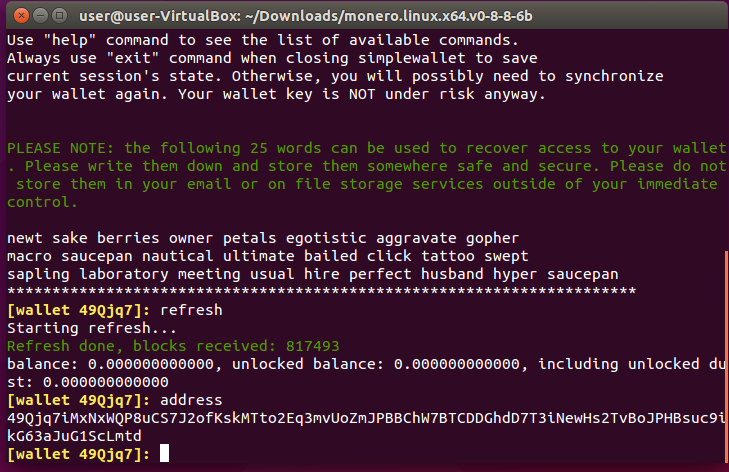 user@user-VirtualBox: ~/Downloads/monero.linux.x64.v0-8-8-6b
Use "help" command to see the list of available commands.
Always use "exit" command when closing simplewallet to save
current session's state. Otherwise, you will possibly need to synchronize
your wallet again. Your wallet key is NOT under risk anyway.
PLEASE NOTE: the following 25 words can be used to recover access to your wallet
. Please write them down and store them somewhere safe and secure. Please do not
 store them in your email or on file storage services outside of your immediate
control.
newt sake berries owner petals egotistic aggravate gopher
macro saucepan nautical ultimate bailed click tattoo swept
sapling laboratory meeting usual hire perfect husband hyper saucepan
**********************************************************************
[wallet 49Qjq7]: refresh
Starting refresh...
Refresh done, blocks received: 817493
balance: 0.000000000000, unlocked balance: 0.000000000000, including unlocked du
st: 0.000000000000
[wallet 49Qjq7]: address
49Qjq7iMxNxWQP8uCS7J2ofKskMTto2Eq3mvUoZmJPBBChW7BTCDDGhdD7T3iNewHs2TvBoJPHBsuc9i
kG63aJuG1ScLmtd
[wallet 49Qjq7]: